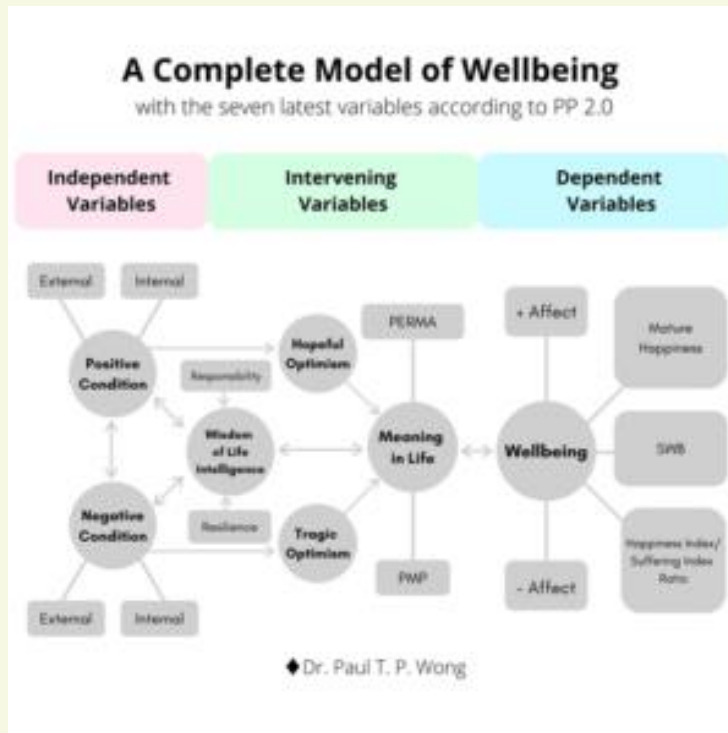 A Complete Model of Wellbeing
with the seven latest variables according to PP 2.0
Independent
Variables
Intervening
Variables
Dependent
Variables
External
Internal
Positive
Condition
Responsibility
Hopeful
Optimism
PERMA
+ Affect
Mature
Happiness
Wisdom
of Life
Intelligence
Meaning
in Life
Wellbeing
SWB
Negative
Condition
Resilience
Tragic
Optimism
PMP
- Affect
Happiness Index/
Suffering Index
Ratio
External
Internal
♦Dr. Paul T. P. Wong